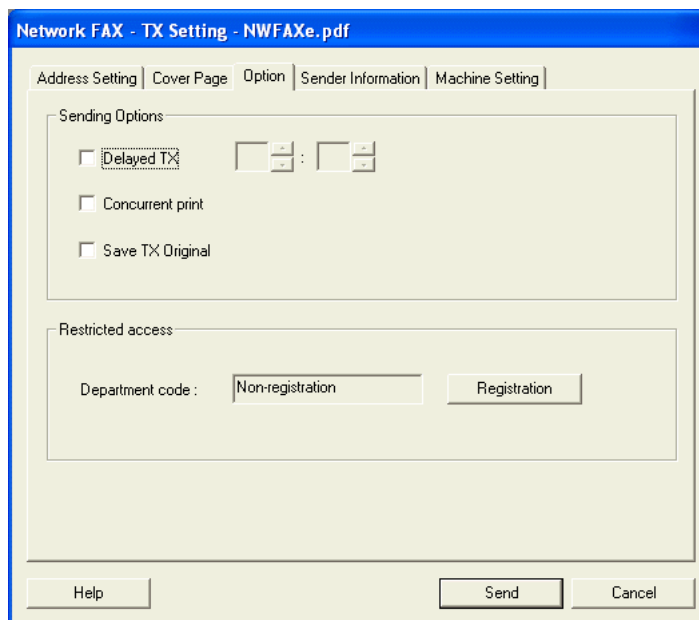 Network FAX - TX Setting - NWFAXe.pdf
Address Setting Cover Page Option Sender Information Machine Setting
Sending Options
Delayed TX :
Concurrent print
Save TX Original
Restricted access
Department code : Non-registration Registration
Help Send Cancel